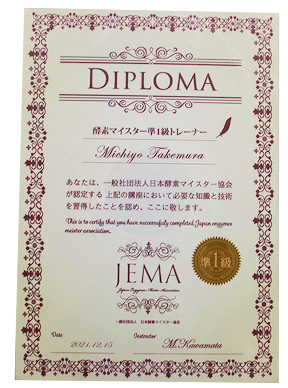 DIPLOMA
酵素マイスター準1級トレーナー
Michiyo Takemura
あなたは、一般社団法人日本酵素マイスター協会
が認定する上記の講座において必要な知識と技術
を習得したことを認め、ここに敬します。
This is to certify that you have successfully completed Japan enzymes
meister association.
準1級
JEMA
Japan Enzyme Meister Association
一般社団法人 日本酵素マイスター協会
Date Instructor
2021.12.15 M.Kawamata